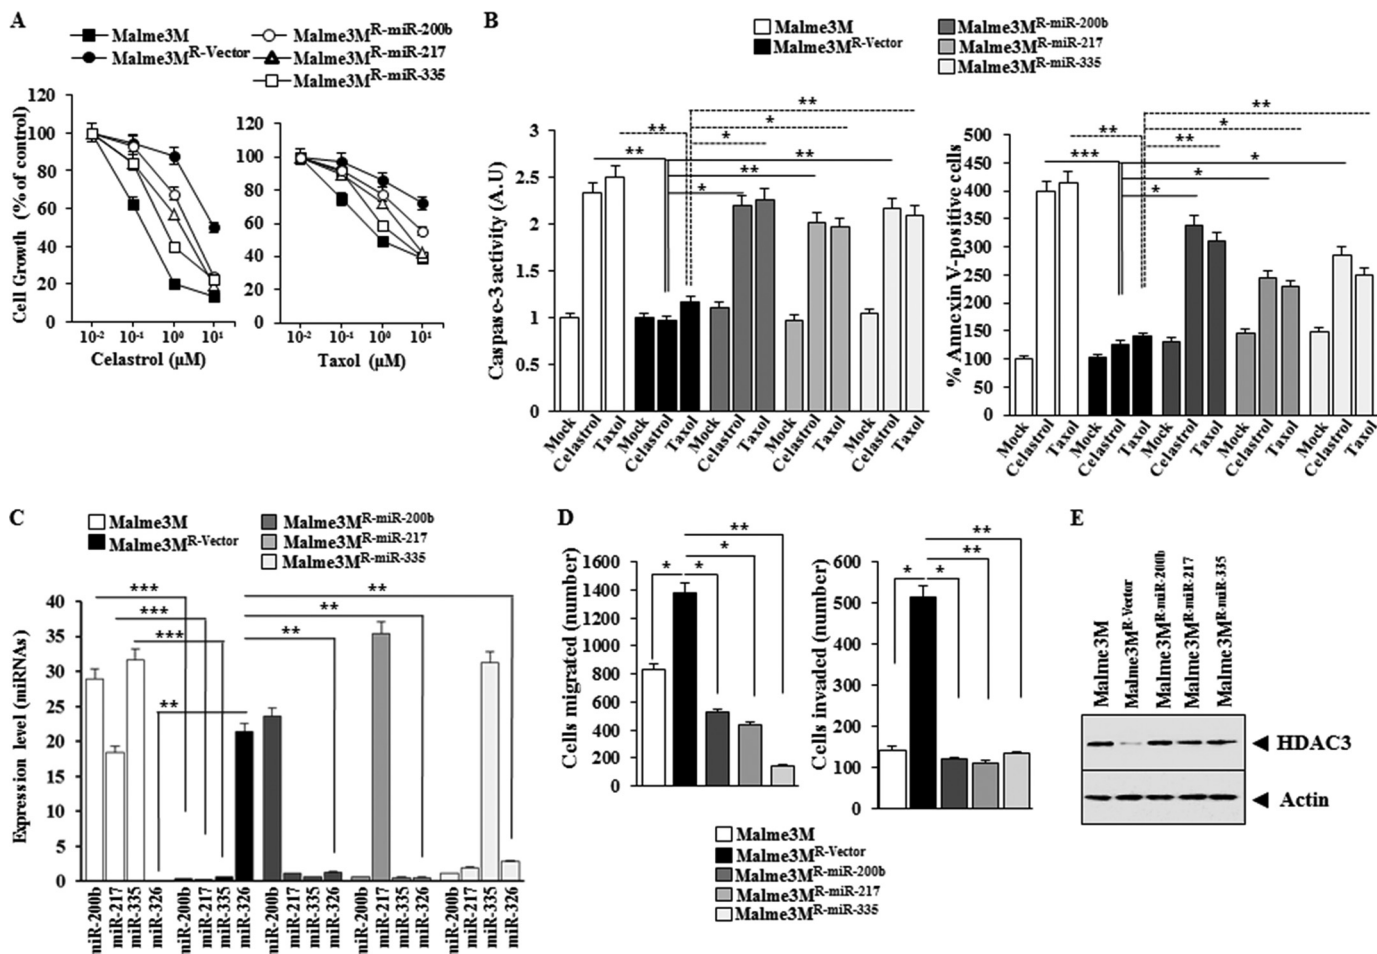 A
Malme3M
Malme3MR-Vector
Malme3MR-miR-200b
Malme3MR-miR-217
Malme3MR-miR-335
Cell Growth (% of control)
120
100
80
60
40
20
0
10-2 10-1 100 101
Celastrol (µM)
120
100
80
60
40
20
0
10-2 10-1 100 101
Taxol (µM)
B
Malme3M
Malme3MR-Vector
Malme3MR-miR-200b
Malme3MR-miR-217
Malme3MR-miR-335
Caspase-3 activity (A.U)
3
2.5
2
1.5
1
0.5
0
**
*
** *
** **
**
*
Mock Celastrol Taxol Mock Celastrol Taxol Mock Celastrol Taxol Mock Celastrol Taxol Mock Celastrol Taxol
% Annexin V-positive cells
500
450
400
350
300
250
200
150
100
50
0
**
*
** **
*** *
*
*
Mock Celastrol Taxol Mock Celastrol Taxol Mock Celastrol Taxol Mock Celastrol Taxol Mock Celastrol Taxol
C
Malme3M
Malme3MR-Vector
Malme3MR-miR-200b
Malme3MR-miR-217
Malme3MR-miR-335
Expression level (miRNAs)
40
35
30
25
20
15
10
5
0
*** **
*** **
*** **
**
miR-200b miR-217 miR-335 miR-326 miR-200b miR-217 miR-335 miR-326 miR-200b miR-217 miR-335 miR-326 miR-200b miR-217 miR-335 miR-326 miR-200b miR-217 miR-335 miR-326
D
Cells migrated (number)
1600
1400
1200
1000
800
600
400
200
0
**
*
* *
Cells invaded (number)
600
500
400
300
200
100
0
**
**
* *
Malme3M
Malme3MR-Vector
Malme3MR-miR-200b
Malme3MR-miR-217
Malme3MR-miR-335
E
Malme3M
Malme3MR-Vector
Malme3MR-miR-200b
Malme3MR-miR-217
Malme3MR-miR-335
HDAC3
Actin